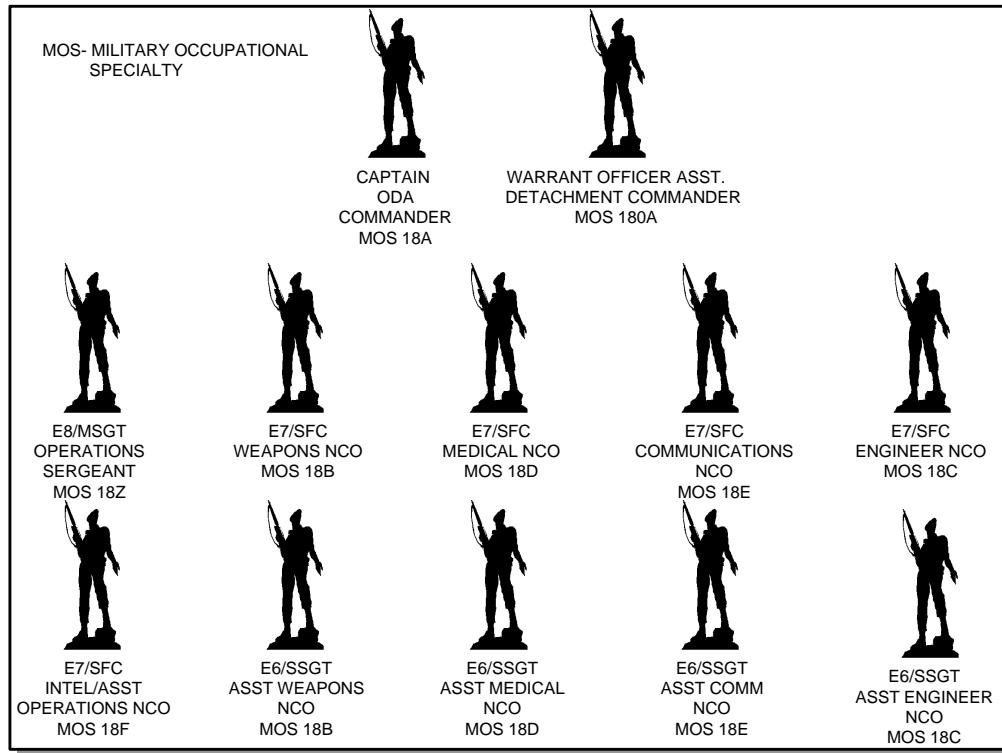 MOS- MILITARY OCCUPATIONAL
SPECIALTY
CAPTAIN
ODA
COMMANDER
MOS 18A
WARRANT OFFICER ASST.
DETACHMENT COMMANDER
MOS 180A
E8/MSGT
OPERATIONS
SERGEANT
MOS 18Z
E7/SFC
WEAPONS NCO
MOS 18B
E7/SFC
MEDICAL NCO
MOS 18D
E7/SFC
COMMUNICATIONS
NCO
MOS 18E
E7/SFC
ENGINEER NCO
MOS 18C
E7/SFC
INTEL/ASST
OPERATIONS NCO
MOS 18F
E6/SSGT
ASST WEAPONS
NCO
MOS 18B
E6/SSGT
ASST MEDICAL
NCO
MOS 18D
E6/SSGT
ASST COMM
NCO
MOS 18E
E6/SSGT
ASST ENGINEER
NCO
MOS 18C